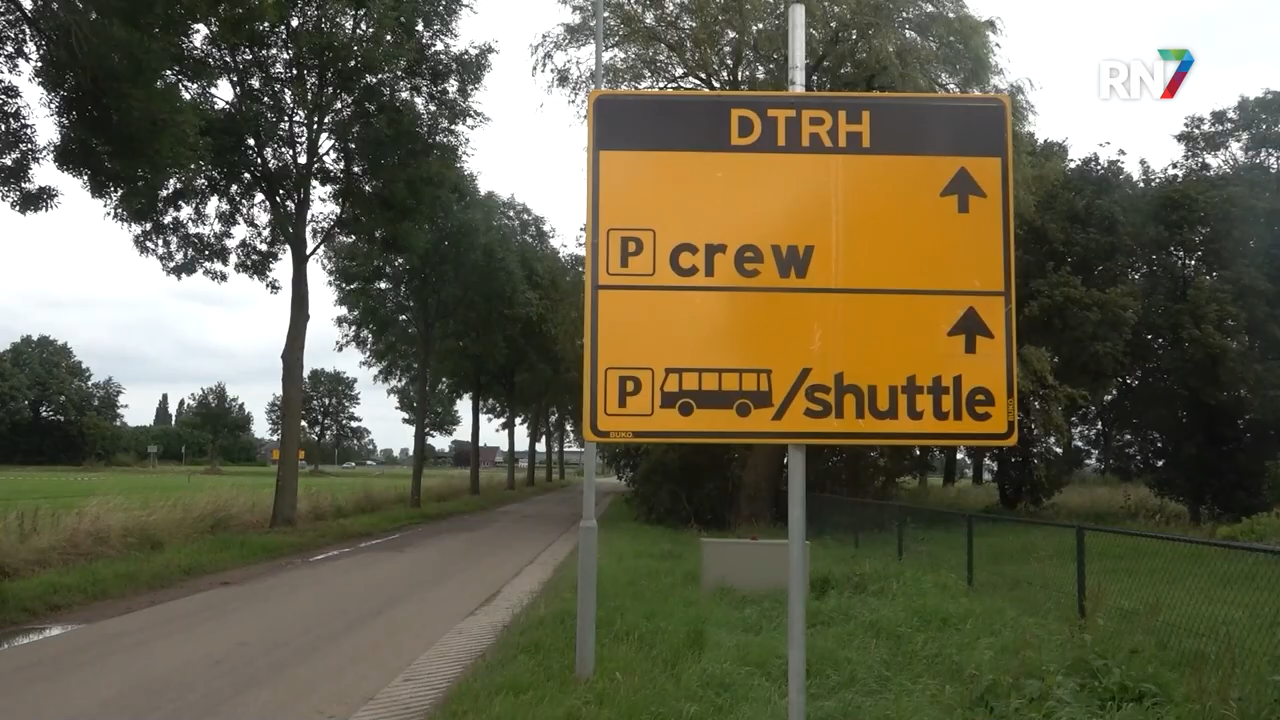 RN7
DTRH
P crew
P /shuttle
BUKO.
BUKO.